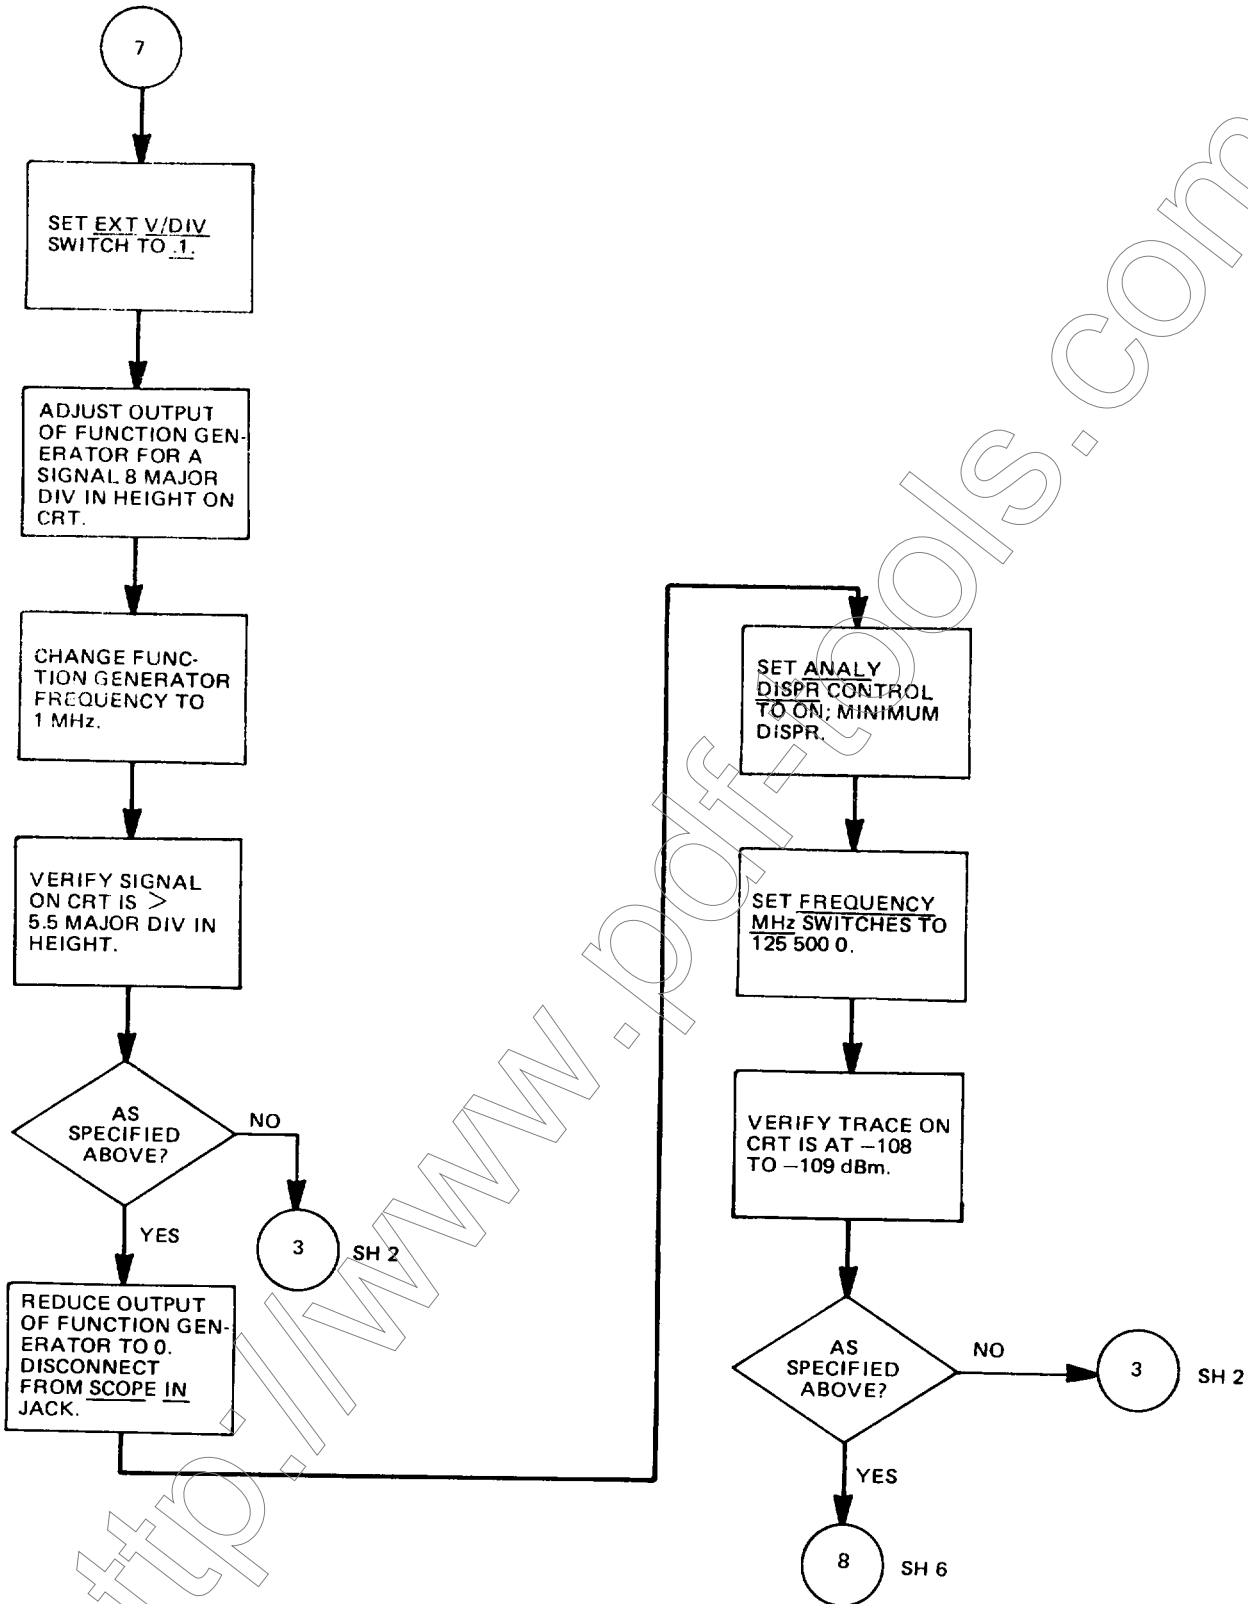 7
SET EXT V/DIV
SWITCH TO .1.
ADJUST OUTPUT
OF FUNCTION GEN-
ERATOR FOR A
SIGNAL 8 MAJOR
DIV IN HEIGHT ON
CRT.
CHANGE FUNC-
TION GENERATOR
FREQUENCY TO
1 MHz.
VERIFY SIGNAL
ON CRT IS >
5.5 MAJOR DIV IN
HEIGHT.
AS
SPECIFIED
ABOVE?
NO
3
SH 2
YES
REDUCE OUTPUT
OF FUNCTION GEN-
ERATOR TO 0.
DISCONNECT
FROM SCOPE IN
JACK.
SET ANALY
DISPR CONTROL
TO ON; MINIMUM
DISPR.
SET FREQUENCY
MHz SWITCHES TO
125 500 0.
VERIFY TRACE ON
CRT IS AT —108
TO —109 dBm.
AS
SPECIFIED
ABOVE?
NO
3
SH 2
YES
8
SH 6
ttp://www.pdf-tools.com